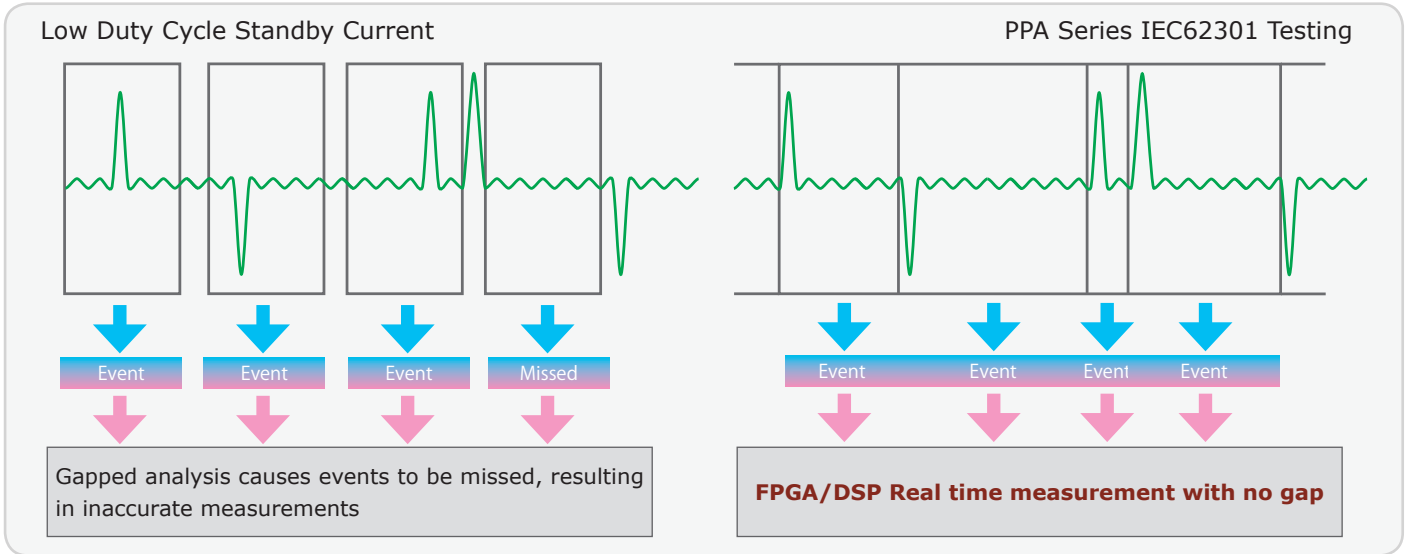 Low Duty Cycle Standby Current
PPA Series IEC62301 Testing
Event Event Event Missed
Event Event Event Event
Gapped analysis causes events to be missed, resulting
in inaccurate measurements
FPGA/DSP Real time measurement with no gap